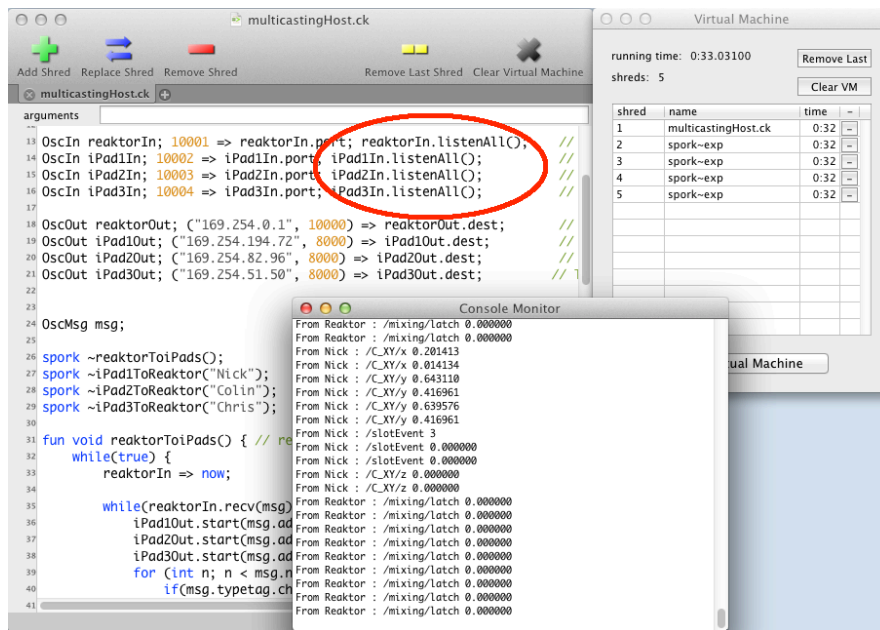 multicastingHost.ck
Add Shred Replace Shred Remove Shred Remove Last Shred Clear Virtual Machine
multicastingHost.ck
arguments
13 OscIn reaktorIn; 10001 => reaktorIn.port; reaktorIn.listenAll(); //
14 OscIn iPad1In; 10002 => iPad1In.port; iPad1In.listenAll(); //
15 OscIn iPad2In; 10003 => iPad2In.port; iPad2In.listenAll(); //
16 OscIn iPad3In; 10004 => iPad3In.port; iPad3In.listenAll(); //
17
18 OscOut reaktorOut; ("169.254.0.1", 10000) => reaktorOut.dest; //
19 OscOut iPad1Out; ("169.254.194.72", 8000) => iPad1Out.dest; //
20 OscOut iPad2Out; ("169.254.82.96", 8000) => iPad2Out.dest; //
21 OscOut iPad3Out; ("169.254.51.50", 8000) => iPad3Out.dest; //
22
23
24 OscMsg msg;
25
26 spork ~reaktorToiPads();
27 spork ~iPad1ToReaktor("Nick");
28 spork ~iPad2ToReaktor("Colin");
29 spork ~iPad3ToReaktor("Chris");
30
31 fun void reaktorToiPads() { // re
32 while(true) {
33 reaktorIn => now;
34
35 while(reaktorIn.recv(msg)
36 iPad1Out.start(msg.ad
37 iPad2Out.start(msg.ad
38 iPad3Out.start(msg.ad
39 for (int n; n < msg.n
40 if(msg.typetag.ch
41
Virtual Machine
running time: 0:33.03100 Remove Last
shreds: 5 Clear VM
shred name time -
1 multicastingHost.ck 0:32 -
2 spork~exp 0:32 -
3 spork~exp 0:32 -
4 spork~exp 0:32 -
5 spork~exp 0:32 -
tual Machine
Console Monitor
From Reaktor : /mixing/latch 0.000000
From Reaktor : /mixing/latch 0.000000
From Nick : /C_XY/x 0.201413
From Nick : /C_XY/x 0.014134
From Nick : /C_XY/y 0.643110
From Nick : /C_XY/y 0.416961
From Nick : /C_XY/y 0.639576
From Nick : /C_XY/y 0.416961
From Nick : /slotEvent 3
From Nick : /slotEvent 0.000000
From Nick : /slotEvent 0.000000
From Nick : /C_XY/z 0.000000
From Nick : /C_XY/z 0.000000
From Reaktor : /mixing/latch 0.000000
From Reaktor : /mixing/latch 0.000000
From Reaktor : /mixing/latch 0.000000
From Reaktor : /mixing/latch 0.000000
From Reaktor : /mixing/latch 0.000000
From Reaktor : /mixing/latch 0.000000
From Reaktor : /mixing/latch 0.000000
From Reaktor : /mixing/latch 0.000000
From Reaktor : /mixing/latch 0.000000